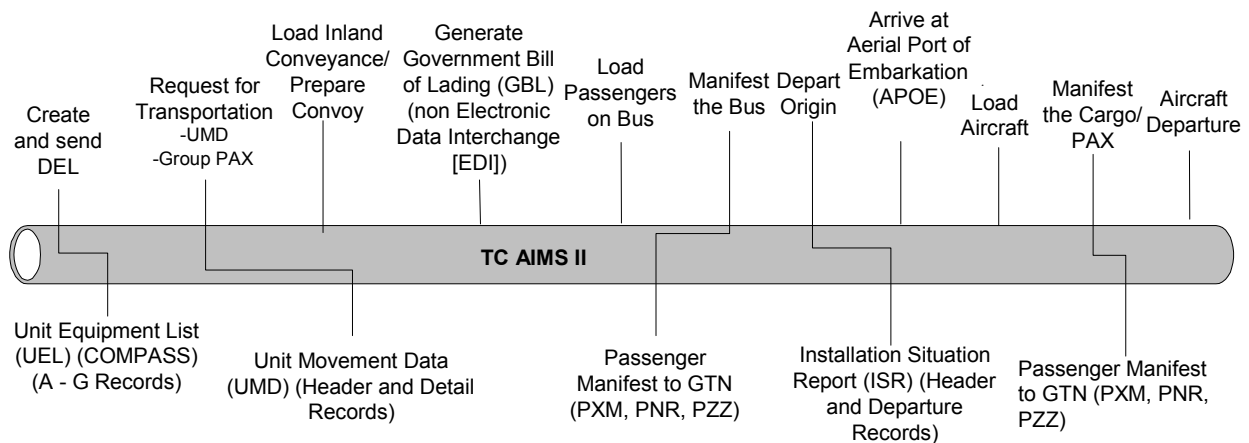 Create
and send
DEL
Request for
Transportation
-UMD
-Group PAX
Load Inland
Conveyance/
Prepare
Convoy
Generate
Government Bill
of Lading (GBL)
(non Electronic
Data Interchange
[EDI])
Load
Passengers
on Bus
Manifest
the Bus
Depart
Origin
Arrive at
Aerial Port of
Embarkation
(APOE)
Load
Aircraft
Manifest
the Cargo/
PAX
Aircraft
Departure
TC AIMS II
Unit Equipment List
(UEL) (COMPASS)
(A - G Records)
Unit Movement Data
(UMD) (Header and Detail
Records)
Passenger
Manifest to GTN
(PXM, PNR, PZZ)
Installation Situation
Report (ISR) (Header
and Departure
Records)
Passenger Manifest
to GTN (PXM, PNR,
PZZ)